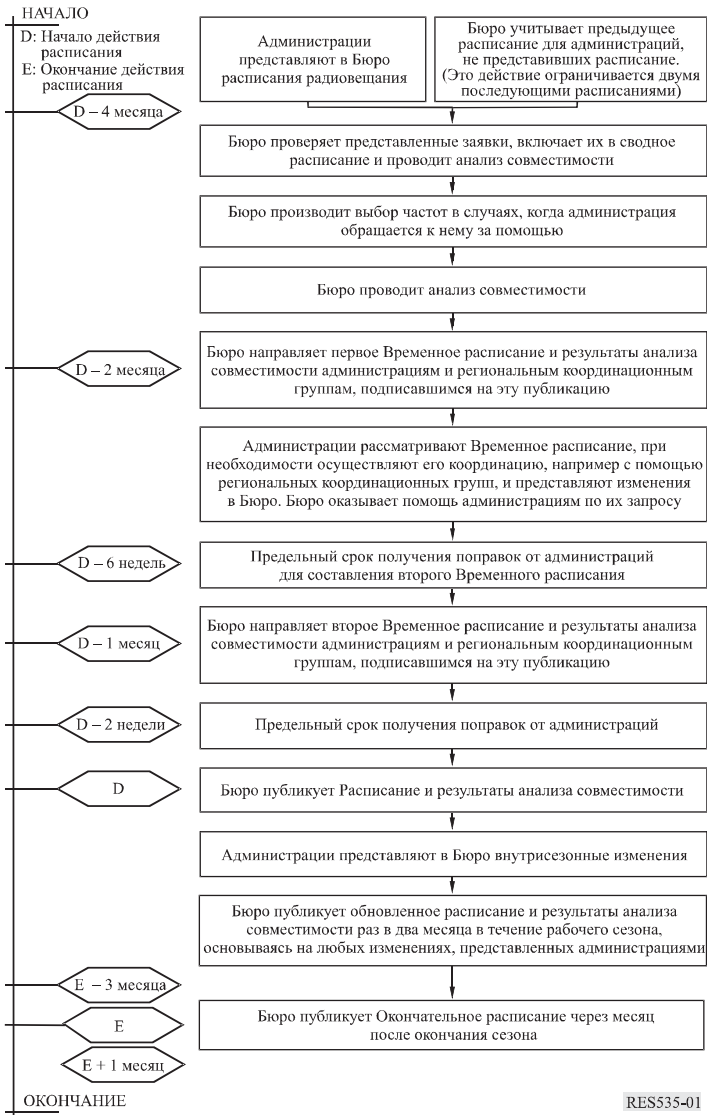 НАЧАЛО
D: Начало действия
расписания
E: Окончание действия
расписания
Администрации
представляют в Бюро
расписания радиовещания
Бюро учитывает предыдущее
расписание для администраций,
не представивших расписание.
(Это действие ограничивается двумя
последующими расписаниями)
D – 4 месяца
Бюро проверяет представленные заявки, включает их в сводное
расписание и проводит анализ совместимости
Бюро производит выбор частот в случаях, когда администрация
обращается к нему за помощью
Бюро проводит анализ совместимости
D – 2 месяца
Бюро направляет первое Временное расписание и результаты анализа
совместимости администрациям и региональным координационным
группам, подписавшимся на эту публикацию
Администрации рассматривают Временное расписание, при
необходимости осуществляют его координацию, например с помощью
региональных координационных групп, и представляют изменения
в Бюро. Бюро оказывает помощь администрациям по их запросу
D – 6 недель
Предельный срок получения поправок от администраций
для составления второго Временного расписания
D – 1 месяц
Бюро направляет второе Временное расписание и результаты анализа
совместимости администрациям и региональным координационным
группам, подписавшимся на эту публикацию
D – 2 недели
Предельный срок получения поправок от администраций
D
Бюро публикует Расписание и результаты анализа совместимости
Администрации представляют в Бюро внутрисезонные изменения
Бюро публикует обновленное расписание и результаты анализа
совместимости раз в два месяца в течение рабочего сезона,
основываясь на любых изменениях, представленных администрациями
E – 3 месяца
E
Бюро публикует Окончательное расписание через месяц
после окончания сезона
E + 1 месяц
ОКОНЧАНИЕ
RES535-01